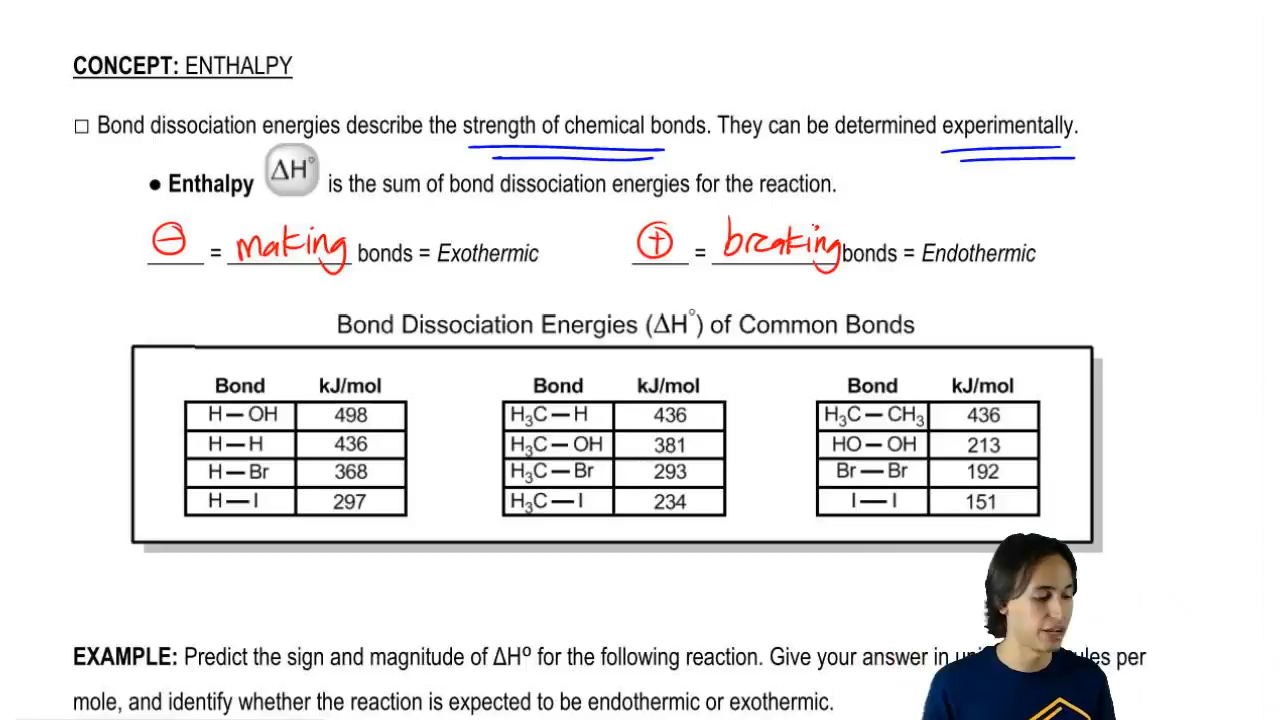 CONCEPT: ENTHALPY
□ Bond dissociation energies describe the strength of chemical bonds. They can be determined experimentally.
● Enthalpy ΔH° is the sum of bond dissociation energies for the reaction.
⊖ = making bonds = Exothermic ⊕ = breaking bonds = Endothermic
Bond Dissociation Energies (ΔH°) of Common Bonds
Bond kJ/mol Bond kJ/mol Bond kJ/mol
H—OH 498 H₃C—H 436 H₃C—CH₃ 436
H—H 436 H₃C—OH 381 HO—OH 213
H—Br 368 H₃C—Br 293 Br—Br 192
H—I 297 H₃C—I 234 I—I 151
EXAMPLE: Predict the sign and magnitude of ΔHº for the following reaction. Give your answer in per
mole, and identify whether the reaction is expected to be endothermic or exothermic.